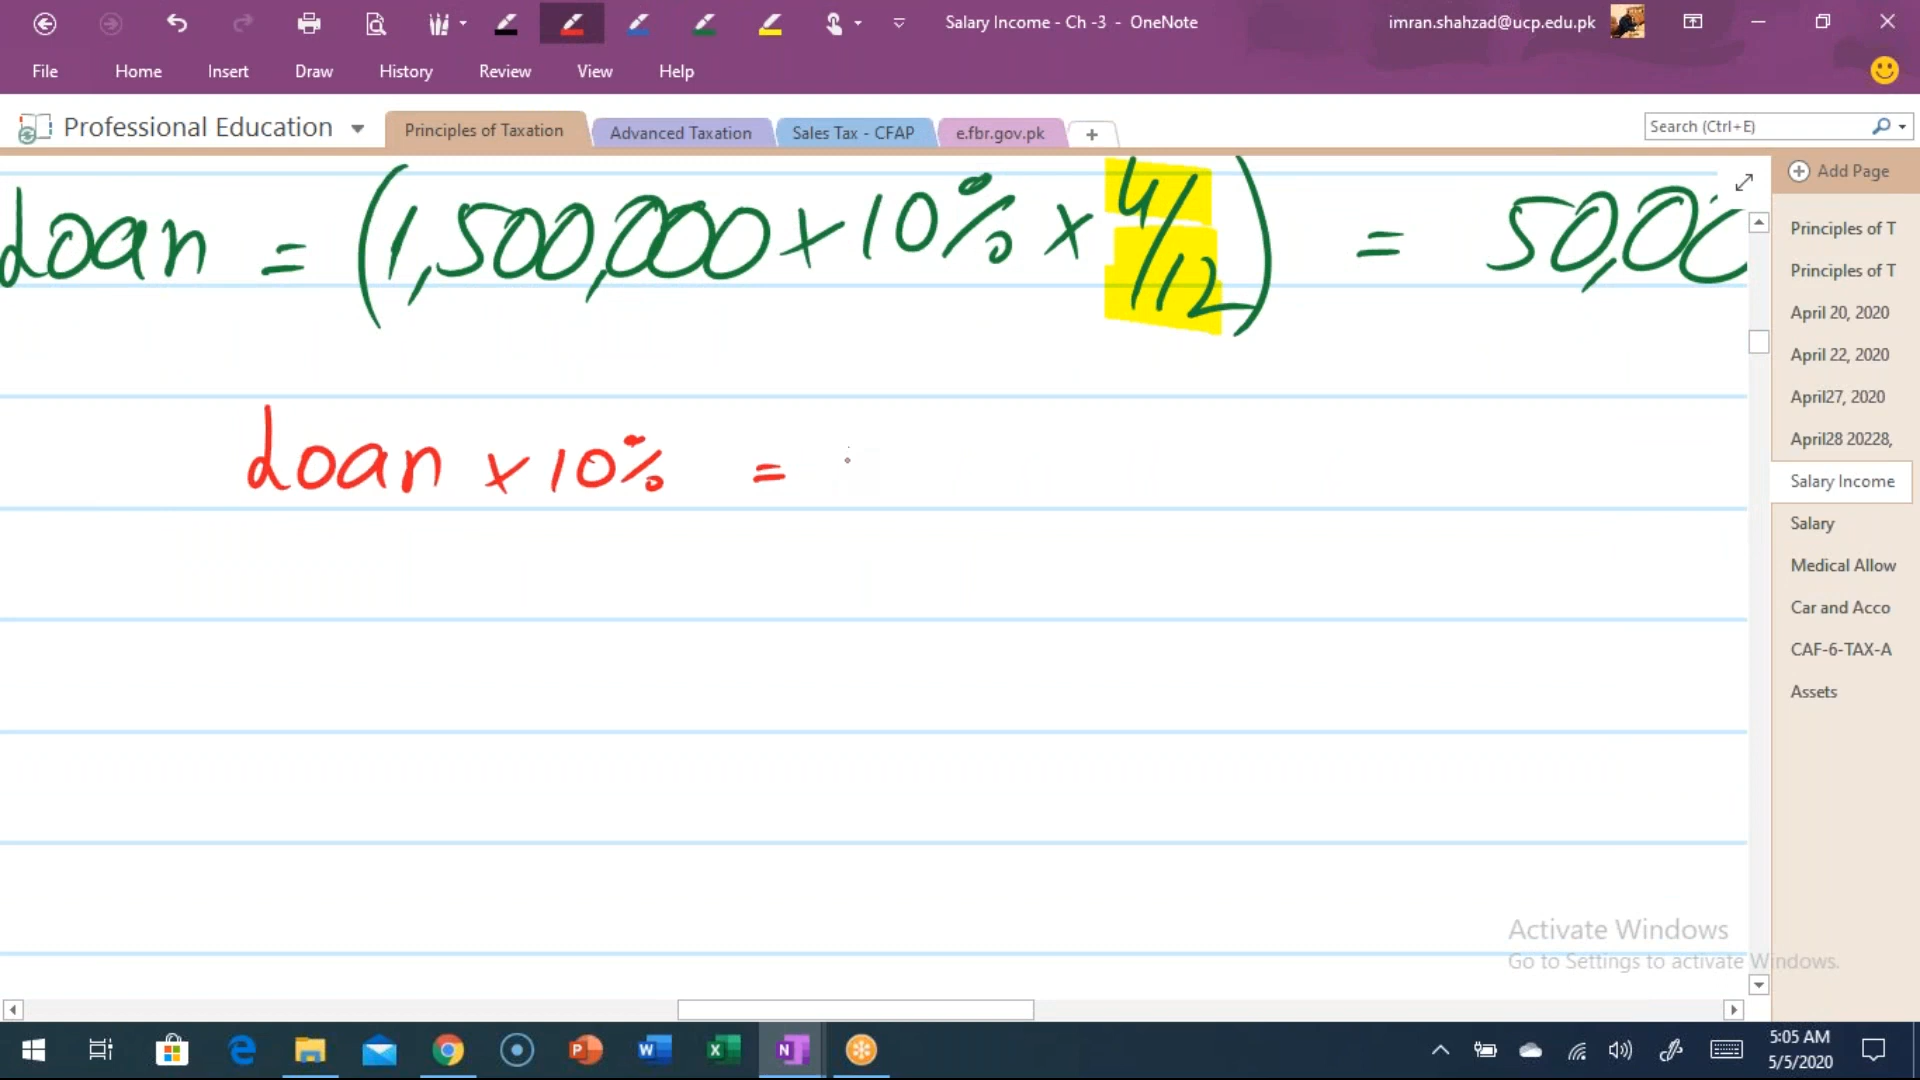 Salary Income - Ch -3 - OneNote
imran.shahzad@ucp.edu.pk
File Home Insert Draw History Review View Help
Professional Education
Principles of Taxation
Advanced Taxation
Sales Tax - CFAP
e.fbr.gov.pk
Search (Ctrl+E)
Add Page
Loan = (1,500,000 x 10% x 4/12) = 50,00
Loan x 10% =
Principles of T
Principles of T
April 20, 2020
April 22, 2020
April27, 2020
April28 20228,
Salary Income
Salary
Medical Allow
Car and Acco
CAF-6-TAX-A
Assets
Activate Windows
Go to Settings to activate Windows.
5:05 AM
5/5/2020